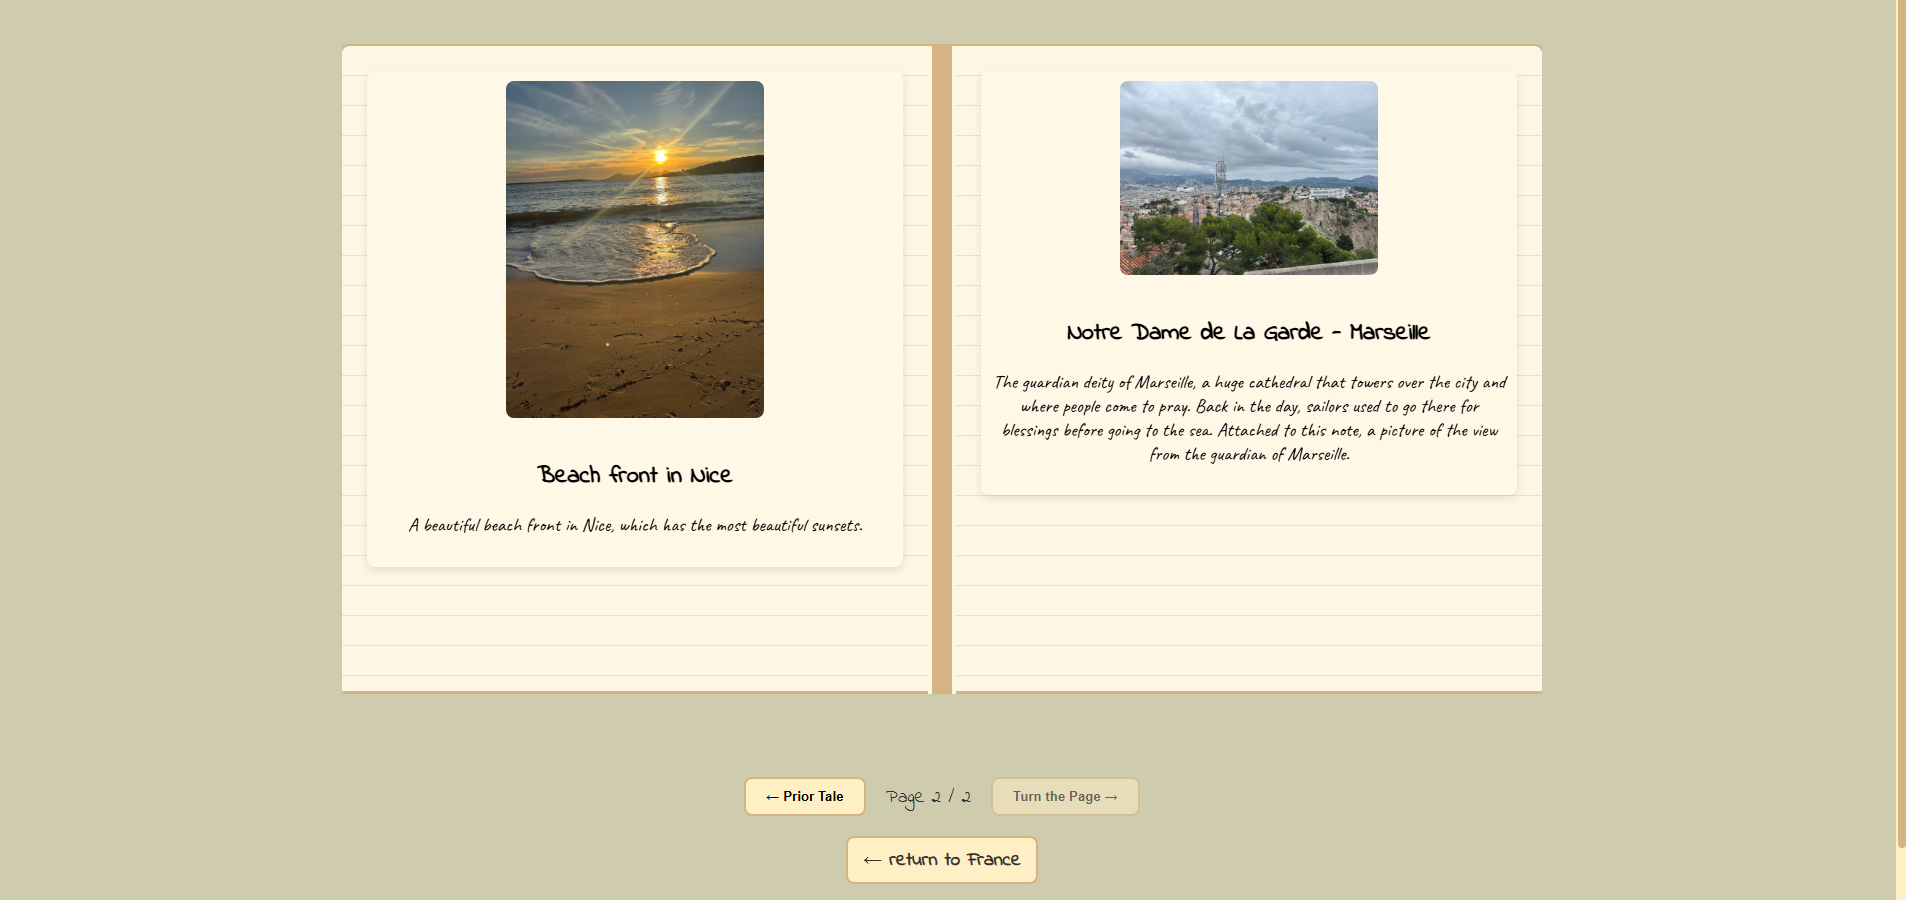 Beach front in Nice
A beautiful beach front in Nice, which has the most beautiful sunsets.
Notre Dame de La Garde - Marseille
The guardian deity of Marseille, a huge cathedral that towers over the city and
where people come to pray. Back in the day, sailors used to go there for
blessings before going to the sea. Attached to this note, a picture of the view
from the guardian of Marseille.
← Prior Tale
Page 2 / 2
Turn the Page →
← return to France